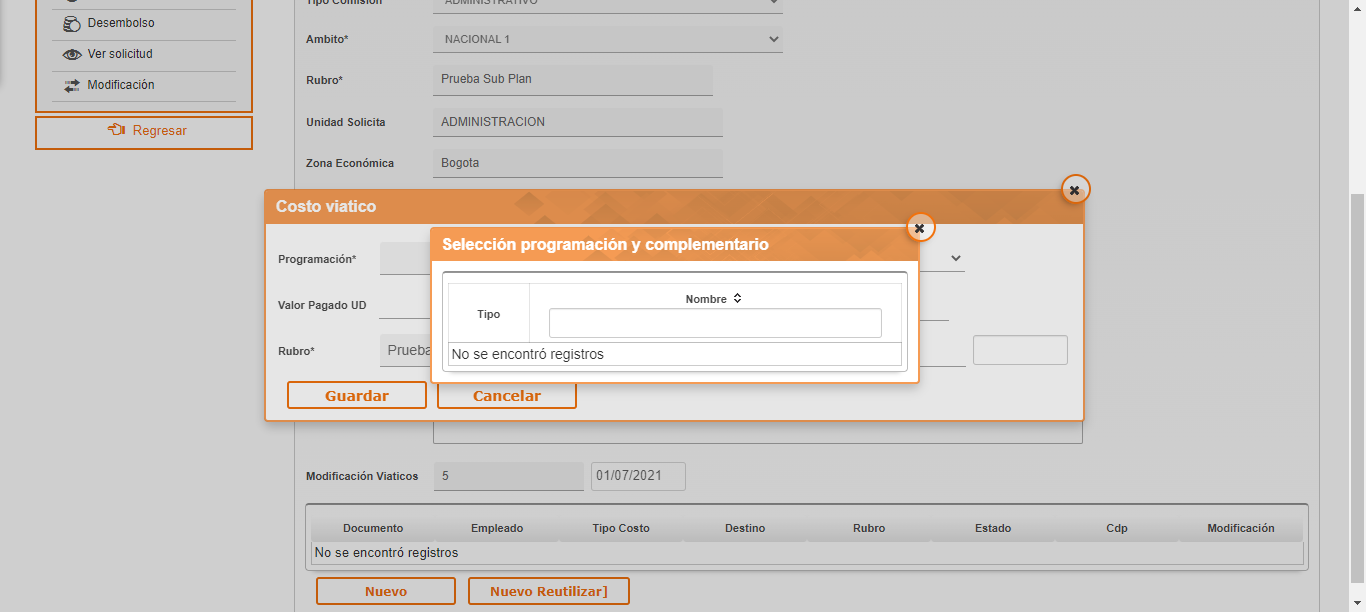 Desembolso
Ver solicitud
Modificación
Regresar
Tipo Comisión ADMINISTRATIVO
Ambito* NACIONAL 1
Rubro* Prueba Sub Plan
Unidad Solicita ADMINISTRACION
Zona Económica Bogota
Costo viatico
Programación*
Valor Pagado UD
Rubro* Prueba
Guardar Cancelar
Selección programación y complementario
Tipo Nombre
No se encontró registros
Modificación Viaticos 5 01/07/2021
Documento Empleado Tipo Costo Destino Rubro Estado Cdp Modificación
No se encontró registros
Nuevo Nuevo Reutilizar]